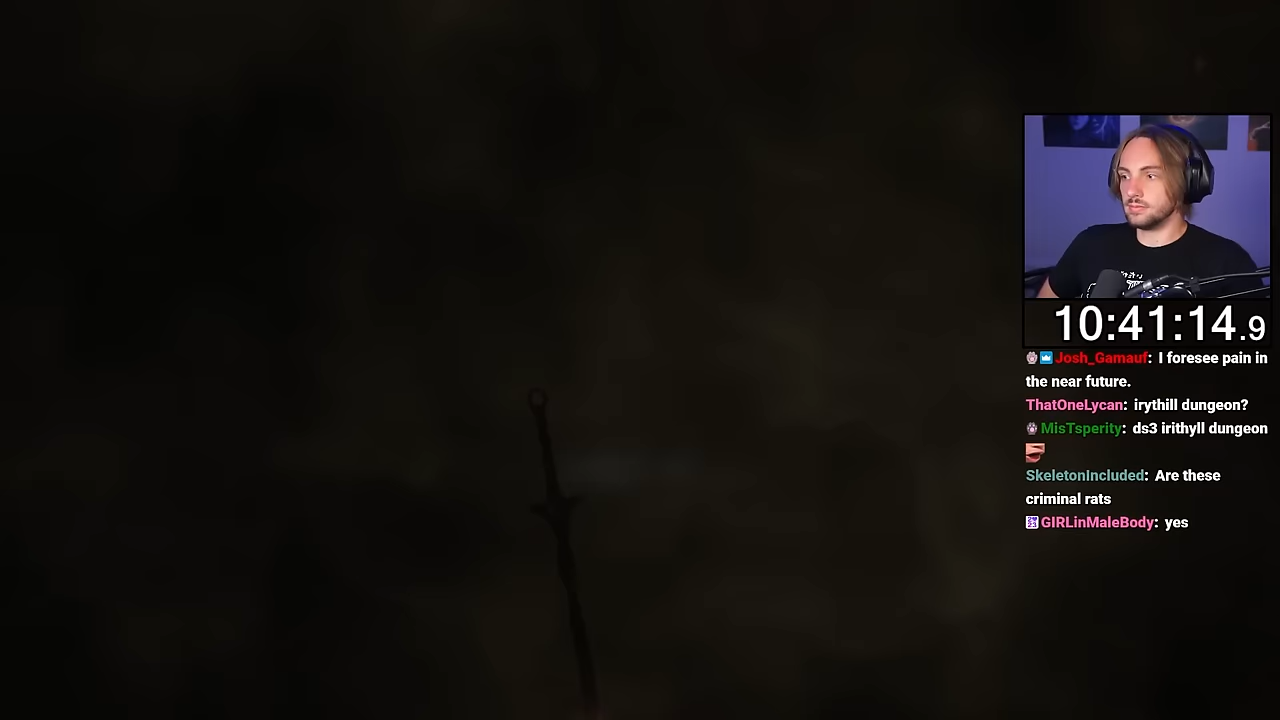 10:41:14.9
Josh_Gamauf: I foresee pain in
the near future.
ThatOneLycan: irythill dungeon?
MisTsperity: ds3 irithyll dungeon
SkeletonIncluded: Are these
criminal rats
GIRLinMaleBody: yes